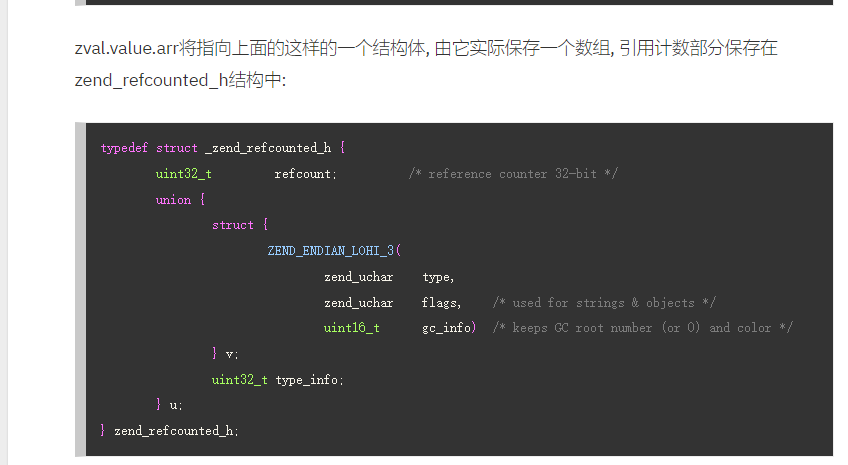 zval.value.arr将指向上面的这样的一个结构体, 由它实际保存一个数组, 引用计数部分保存在
zend_refcounted_h结构中:
typedef struct _zend_refcounted_h {
        uint32_t         refcount;          /* reference counter 32-bit */
        union {
                struct {
                        ZEND_ENDIAN_LOHI_3(
                                zend_uchar    type,
                                zend_uchar    flags,    /* used for strings & objects */
                                uint16_t      gc_info)  /* keeps GC root number (or 0) and color */
                } v;
                uint32_t type_info;
        } u;
} zend_refcounted_h;